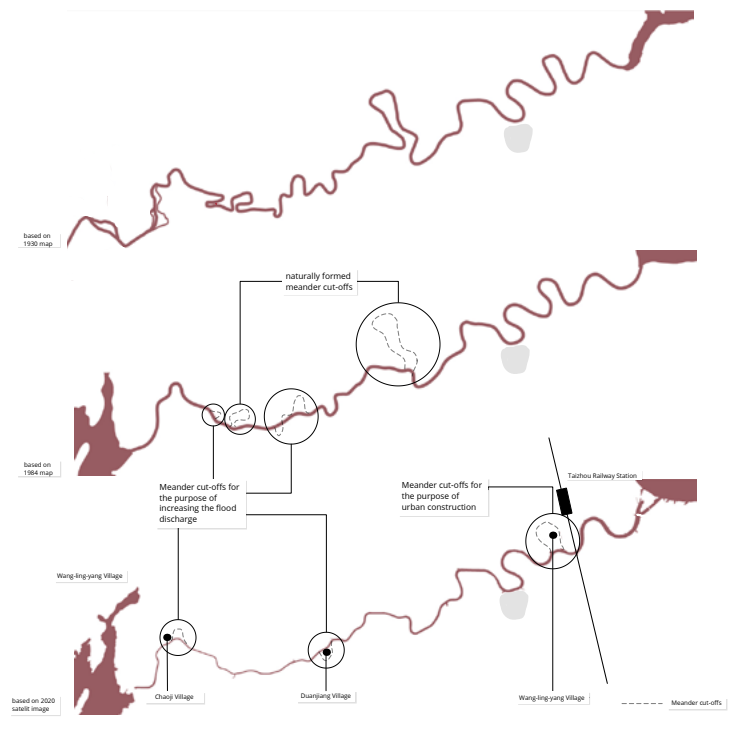 based on
1930 map
naturally formed
meander cut-offs
based on
1984 map
Meander cut-offs for
the purpose of
increasing the flood
discharge
Meander cut-offs for
the purpose of
urban construction
Taizhou Railway Station
Wang-ling-yang Village
based on 2020
satelit image
Chaoji Village
Duanjiang Village
Wang-ling-yang Village
Meander cut-offs